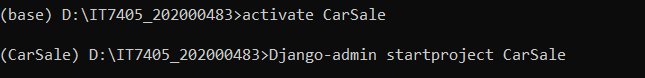 (base) D:\IT7405_202000483>activate CarSale
(CarSale) D:\IT7405_202000483>Django-admin startproject CarSale